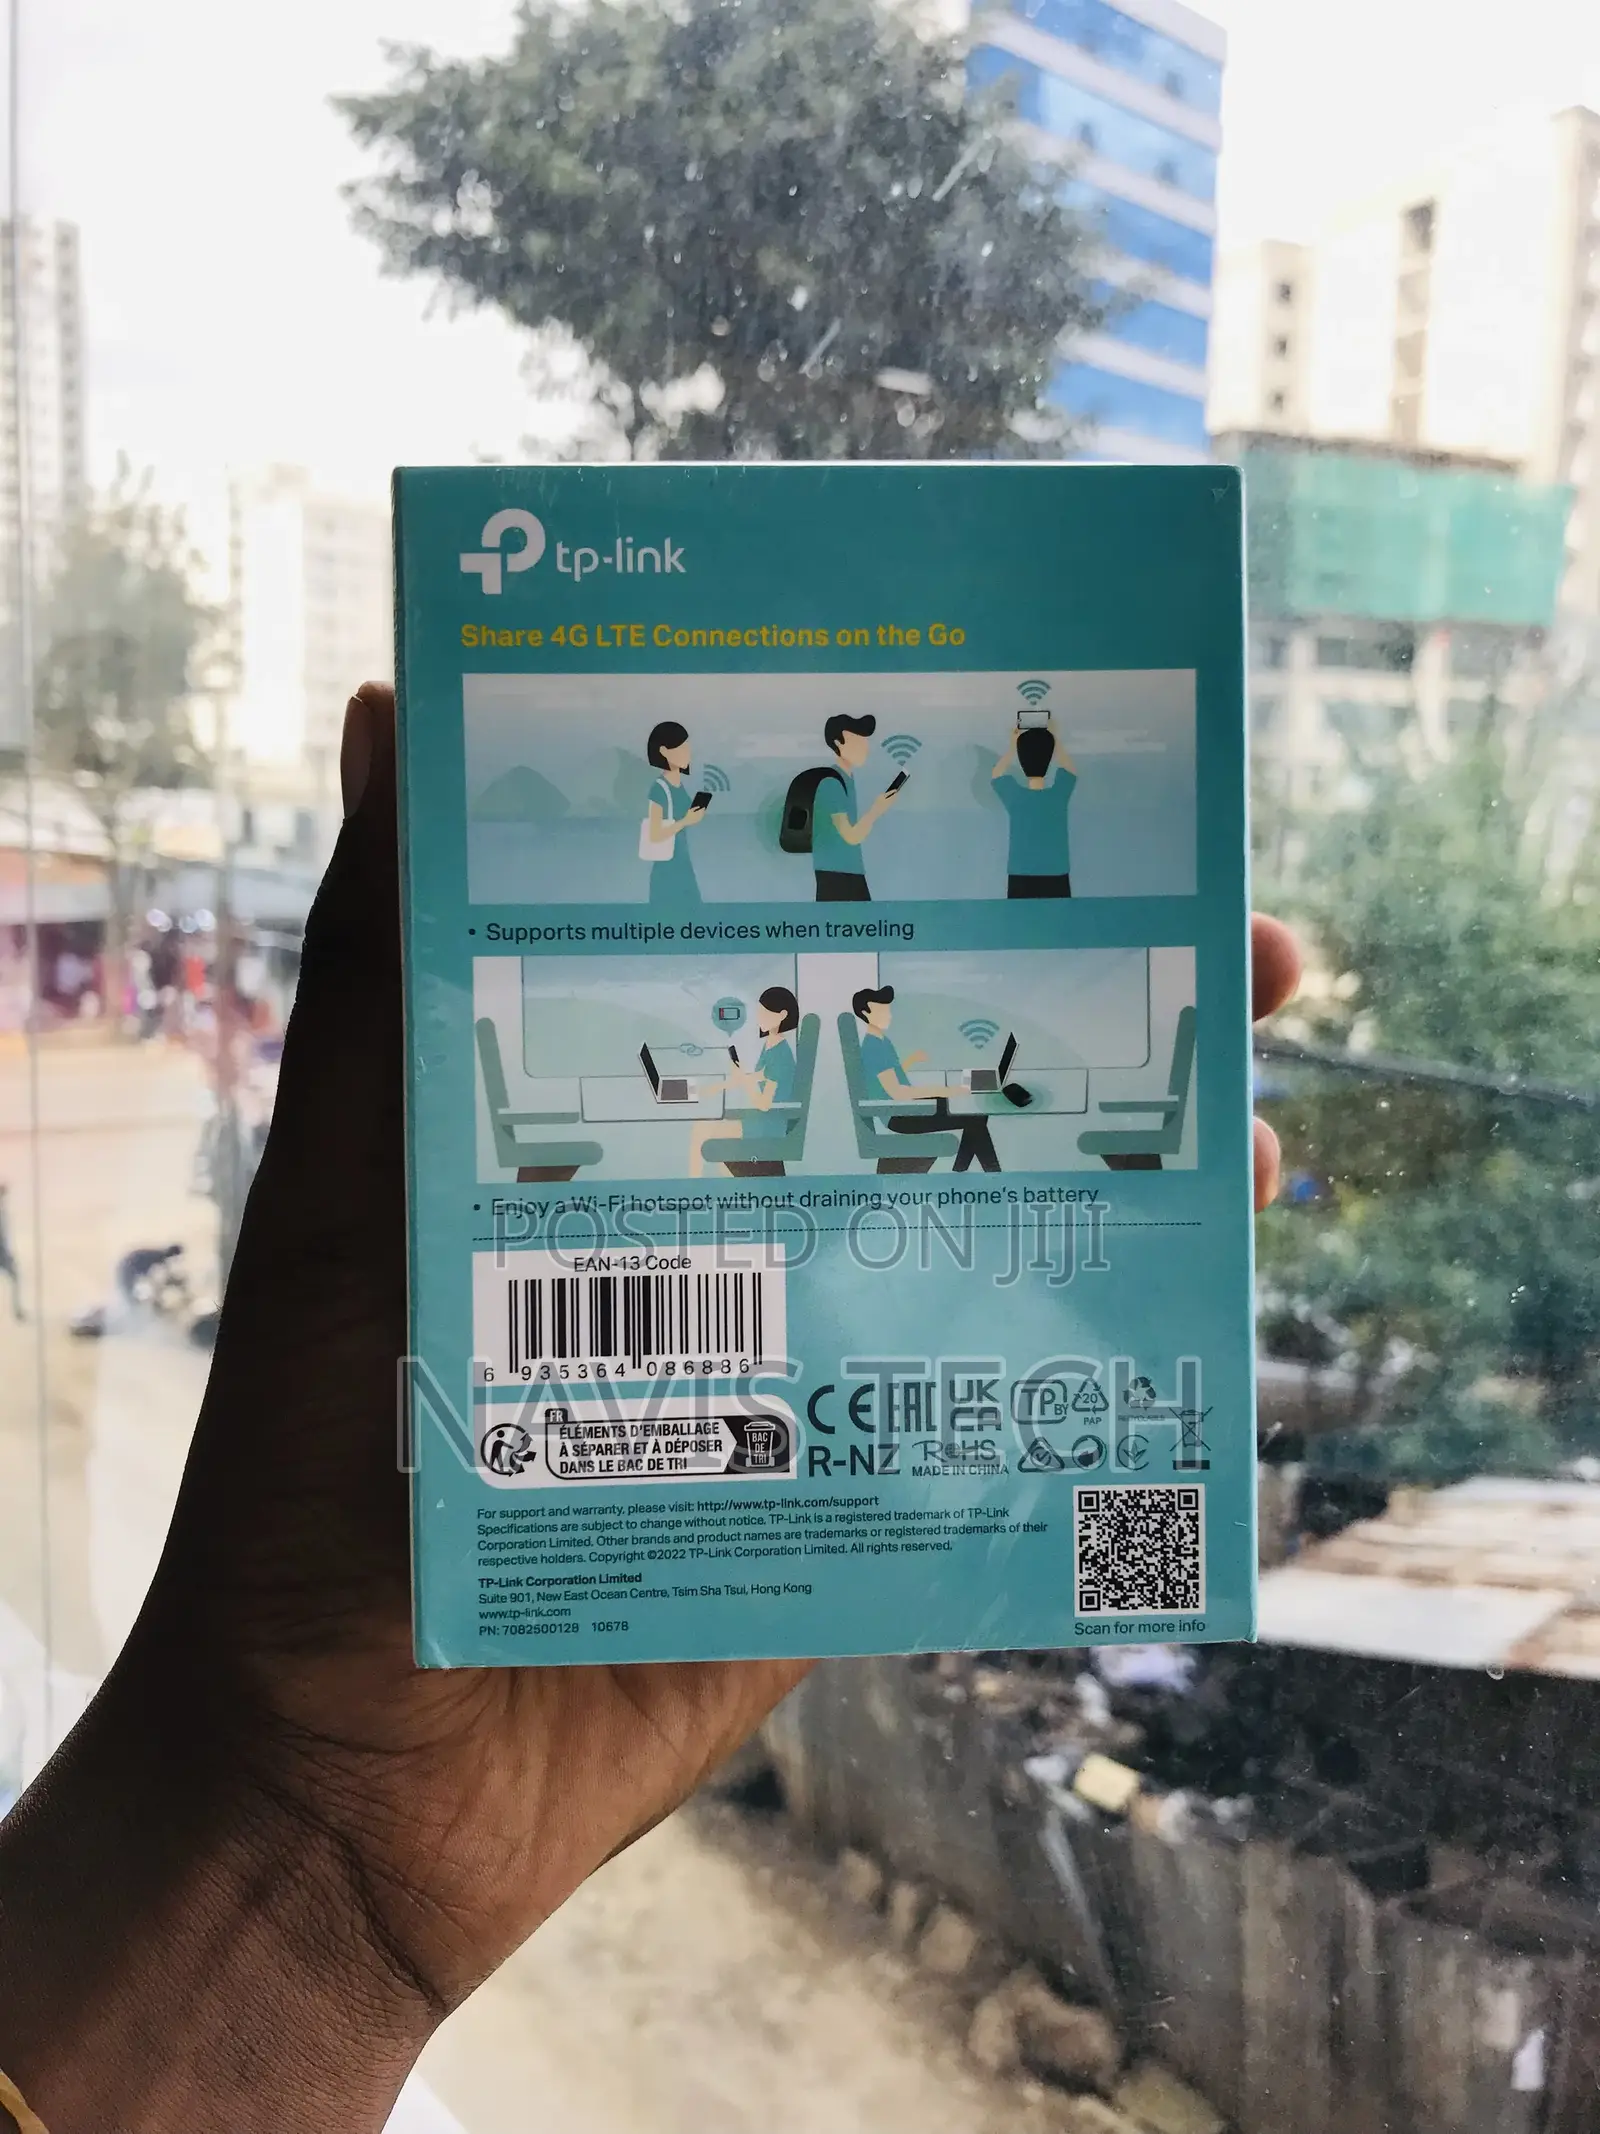 tp-link
Share 4G LTE Connections on the Go
• Supports multiple devices when traveling
• Enjoy a Wi-Fi hotspot without draining your phone's battery
POSTED ON JIJI
EAN-13 Code
6 935364 086886
NAVIS TECH
FR
ÉLÉMENTS D'EMBALLAGE
À SÉPARER ET À DÉPOSER
DANS LE BAC DE TRI
BAC
DE
TRI
CE EAC UK
CA
TP BY
20
PAP
R-NZ
RoHS
MADE IN CHINA
For support and warranty, please visit: http://www.tp-link.com/support
Specifications are subject to change without notice. TP-Link is a registered trademark of TP-Link
Corporation Limited. Other brands and product names are trademarks or registered trademarks of their
respective holders. Copyright ©2022 TP-Link Corporation Limited. All rights reserved.
TP-Link Corporation Limited
Suite 901, New East Ocean Centre, Tsim Sha Tsui, Hong Kong
www.tp-link.com
PN: 7082500128 10678
Scan for more info